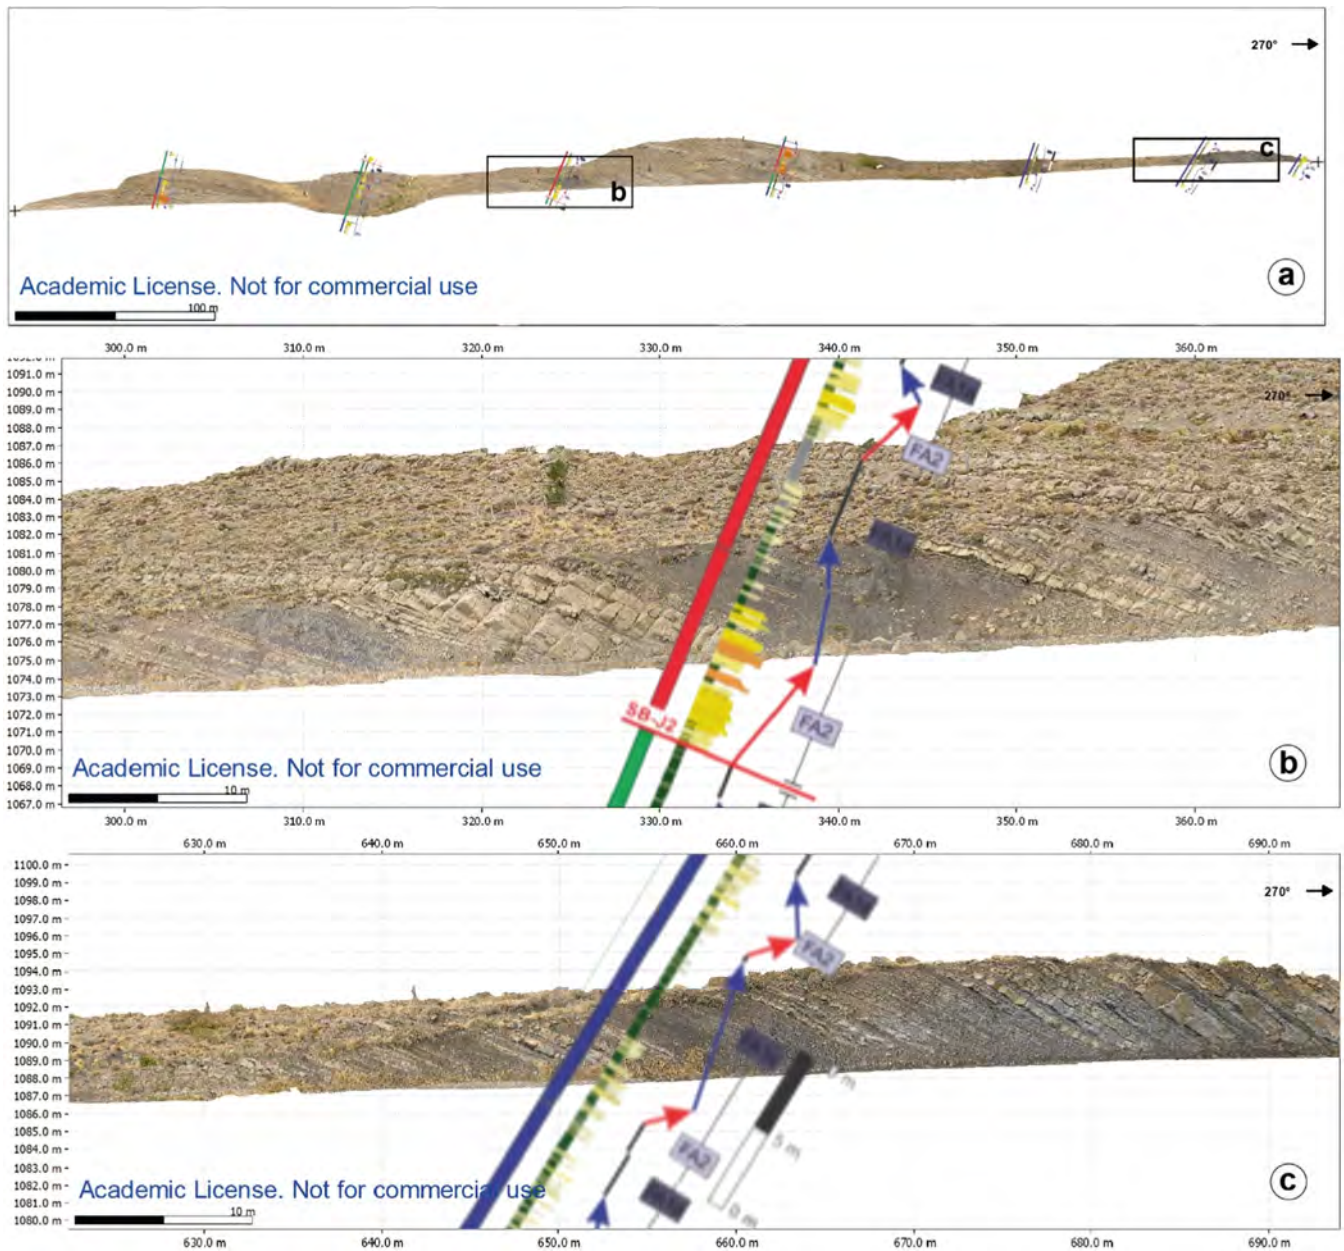 270°
c
b
Academic License. Not for commercial use
a
100 m
300.0 m 310.0 m 320.0 m 330.0 m 340.0 m 350.0 m 360.0 m
1091.0 m
1090.0 m
270°
1089.0 m
1088.0 m
1087.0 m
FA2
1086.0 m
1085.0 m
1084.0 m
1083.0 m
1082.0 m
1081.0 m
1080.0 m
1079.0 m
1078.0 m
1077.0 m
1076.0 m
1075.0 m
1074.0 m
1073.0 m
1072.0 m
SB-J2
FA2
1071.0 m
1070.0 m
1069.0 m
Academic License. Not for commercial use
b
1068.0 m
10 m
1067.0 m
300.0 m 310.0 m 320.0 m 330.0 m 340.0 m 350.0 m 360.0 m
630.0 m 640.0 m 650.0 m 660.0 m 670.0 m 680.0 m 690.0 m
1100.0 m
1099.0 m
270°
1098.0 m
1097.0 m
1096.0 m
1095.0 m
FA2
1094.0 m
1093.0 m
1092.0 m
1091.0 m
1090.0 m
1089.0 m
1088.0 m
1087.0 m
1086.0 m
1085.0 m
5 m
1084.0 m
FA2
1083.0 m
1082.0 m
Academic License. Not for commercial use
c
1081.0 m
10 m
0 m
1080.0 m
630.0 m 640.0 m 650.0 m 660.0 m 670.0 m 680.0 m 690.0 m